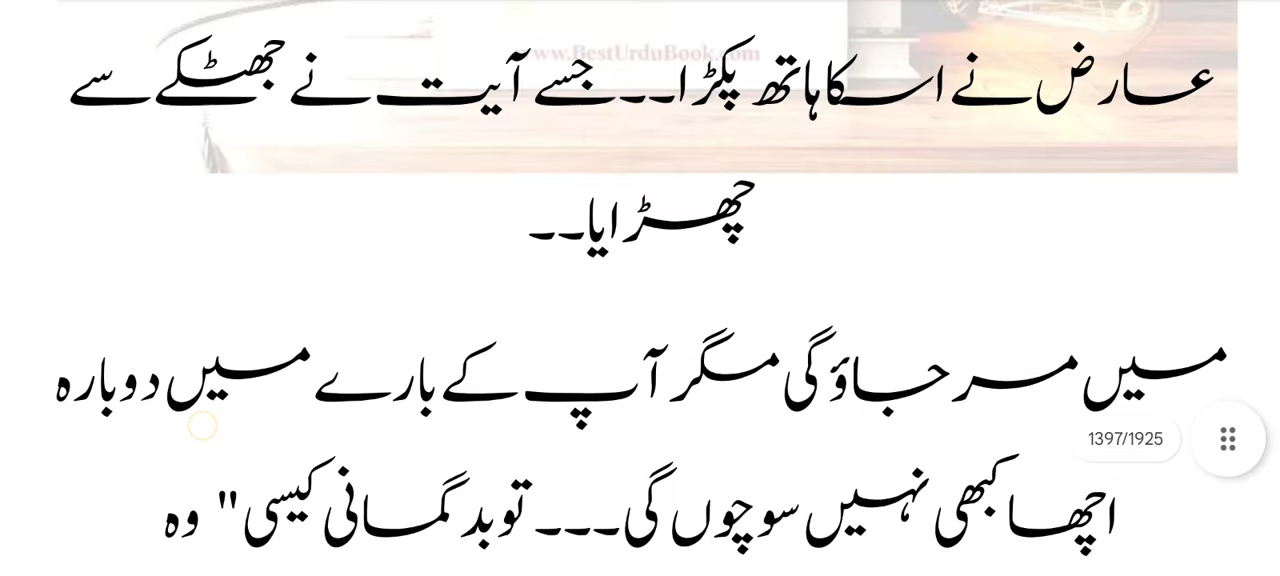 www.BestUrduBook.com
عارض نے اسکا ہاتھ پکڑا۔۔جسے آیت نے جھٹکے سے
چھڑایا۔۔
میں مر جاؤ گی مگر آپ کے بارے میں دوبارہ
1397/1925
اچھا کبھی نہیں سوچوں گی۔۔۔ تو بدگمانی کیسی" وہ